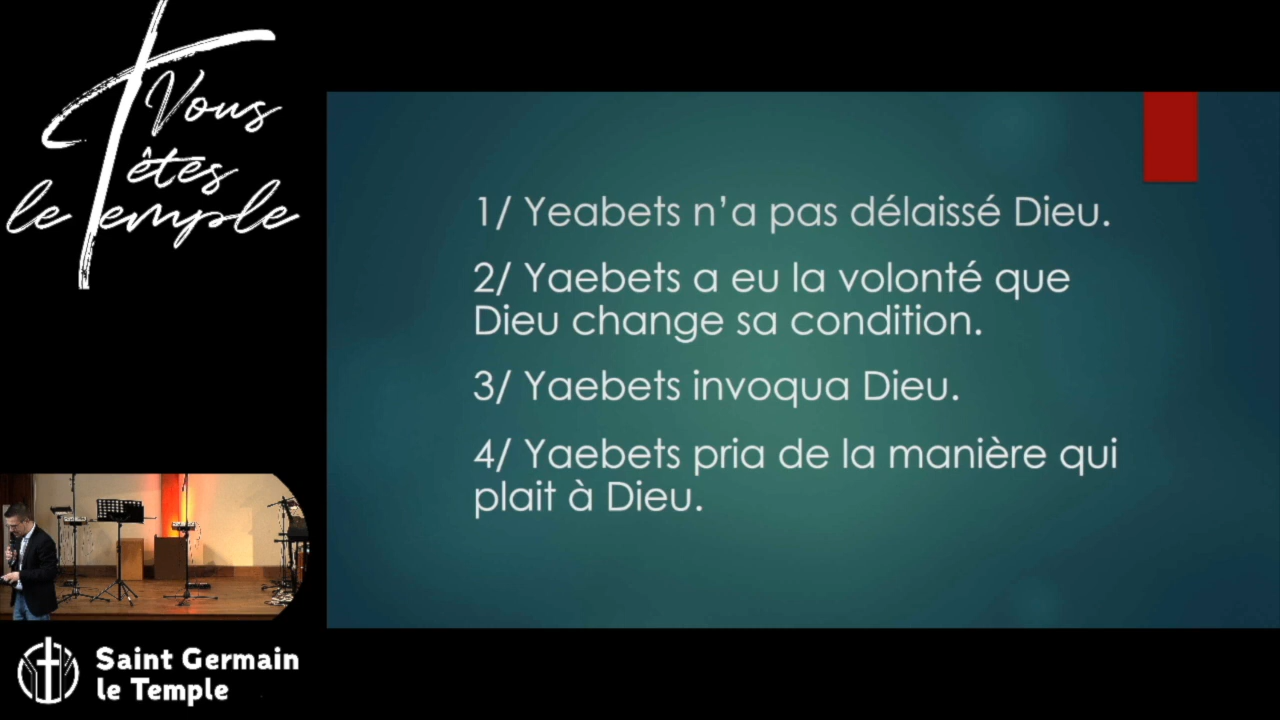 Vous
êtes
le Temple
1/ Yeabets n’a pas délaissé Dieu.
2/ Yaebets a eu la volonté que
Dieu change sa condition.
3/ Yaebets invoqua Dieu.
4/ Yaebets pria de la manière qui
plait à Dieu.
Saint Germain
le Temple